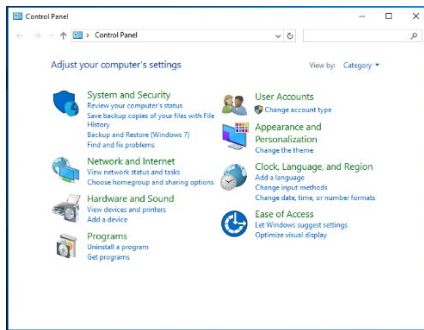 Control Panel
Control Panel
Adjust your computer's settings
View by: Category
System and Security
Review your computer's status
Save backup copies of your files with File
History
Backup and Restore (Windows 7)
Find and fix problems
Network and Internet
View network status and tasks
Choose homegroup and sharing options
Hardware and Sound
View devices and printers
Add a device
Programs
Uninstall a program
Get programs
User Accounts
Change account type
Appearance and
Personalization
Change the theme
Clock, Language, and Region
Add a language
Change input methods
Change date, time, or number formats
Ease of Access
Let Windows suggest settings
Optimize visual display